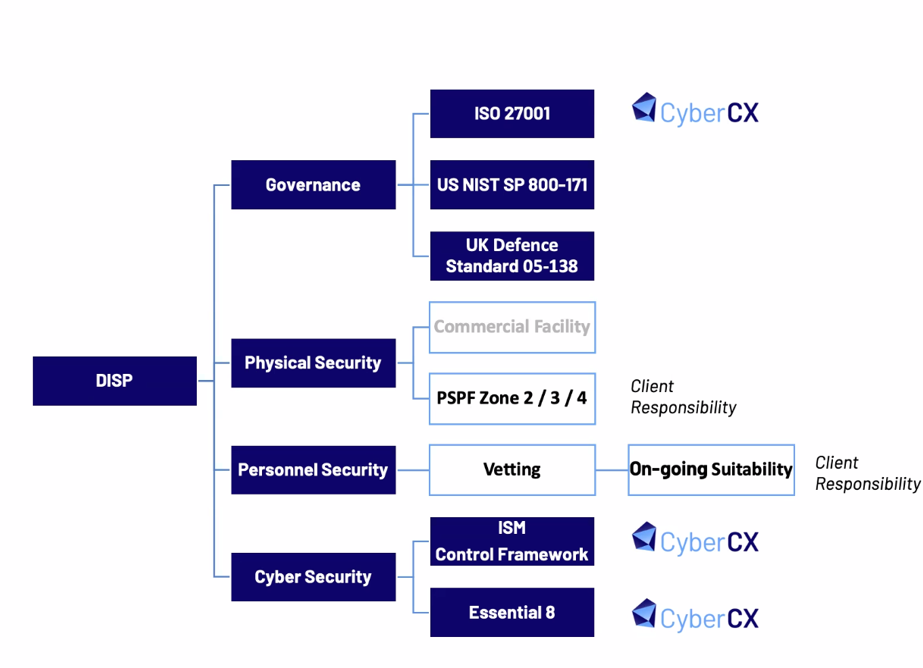 ISO 27001
CyberCX
Governance
US NIST SP 800-171
UK Defence
Standard 05-138
Commercial Facility
Physical Security
DISP
PSPF Zone 2 / 3 / 4
Client
Responsibility
Personnel Security
Vetting
On-going Suitability
Client
Responsibility
ISM
Control Framework
CyberCX
Cyber Security
Essential 8
CyberCX